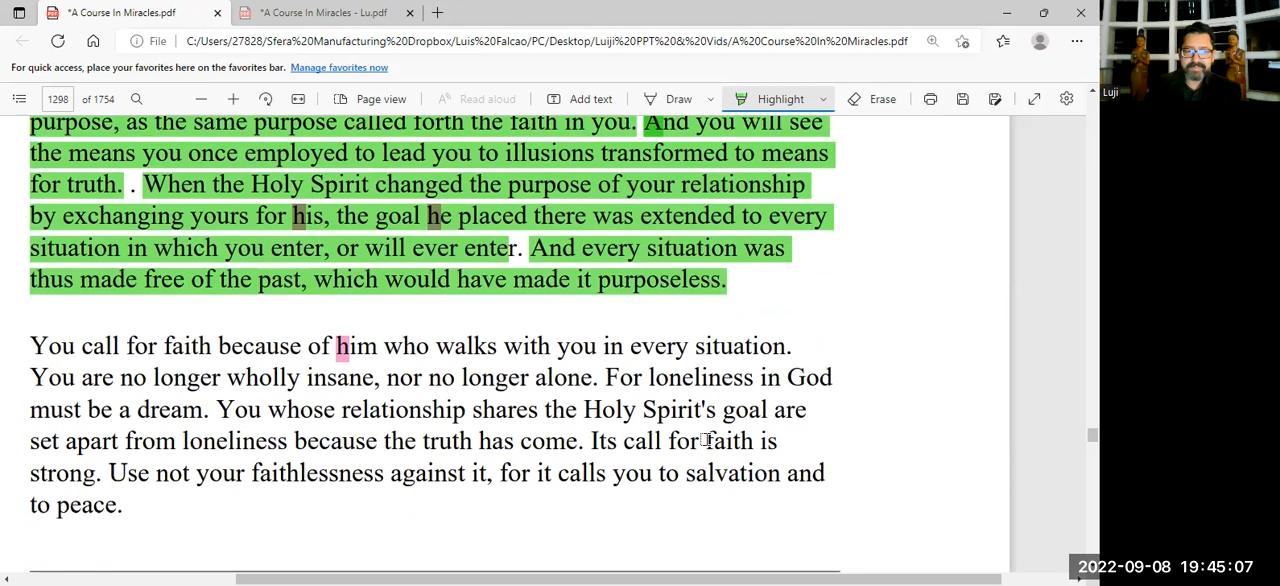 *A Course In Miracles.pdf
*A Course In Miracles - Lu.pdf
File
C:/Users/27828/Sfera%20Manufacturing%20Dropbox/Luis%20Falcao/PC/Desktop/Luiji%20PPT%20&%20Vids/A%20Course%20In%20Miracles.pdf
For quick access, place your favorites here on the favorites bar. Manage favorites now
1298 of 1754
Page view
Read aloud
Add text
Draw
Highlight
Erase
Luji
purpose, as the same purpose called forth the faith in you. And you will see
the means you once employed to lead you to illusions transformed to means
for truth. . When the Holy Spirit changed the purpose of your relationship
by exchanging yours for his, the goal he placed there was extended to every
situation in which you enter, or will ever enter. And every situation was
thus made free of the past, which would have made it purposeless.
You call for faith because of him who walks with you in every situation.
You are no longer wholly insane, nor no longer alone. For loneliness in God
must be a dream. You whose relationship shares the Holy Spirit's goal are
set apart from loneliness because the truth has come. Its call for faith is
strong. Use not your faithlessness against it, for it calls you to salvation and
to peace.
2022-09-08 19:45:07